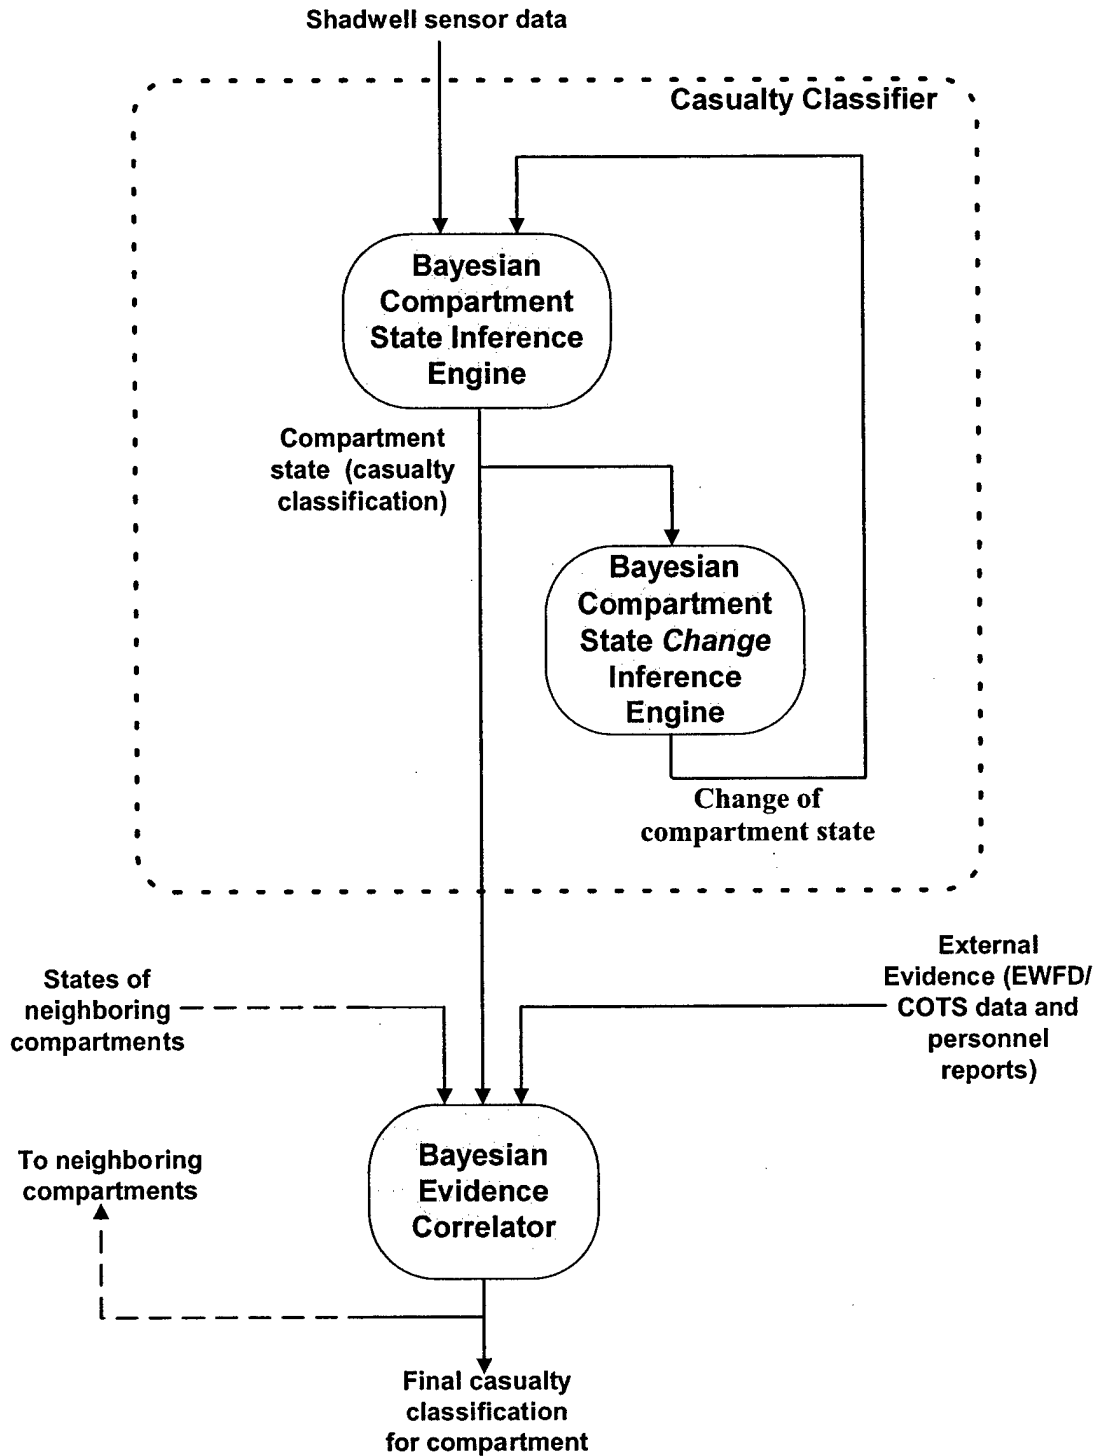 Shadwell sensor data
Casualty Classifier
Bayesian
Compartment
State Inference
Engine
Compartment
state (casualty
classification)
Bayesian
Compartment
State Change
Inference
Engine
Change of
compartment state
States of
neighboring
compartments
External
Evidence (EWFD/
COTS data and
personnel
reports)
Bayesian
Evidence
Correlator
To neighboring
compartments
Final casualty
classification
for compartment